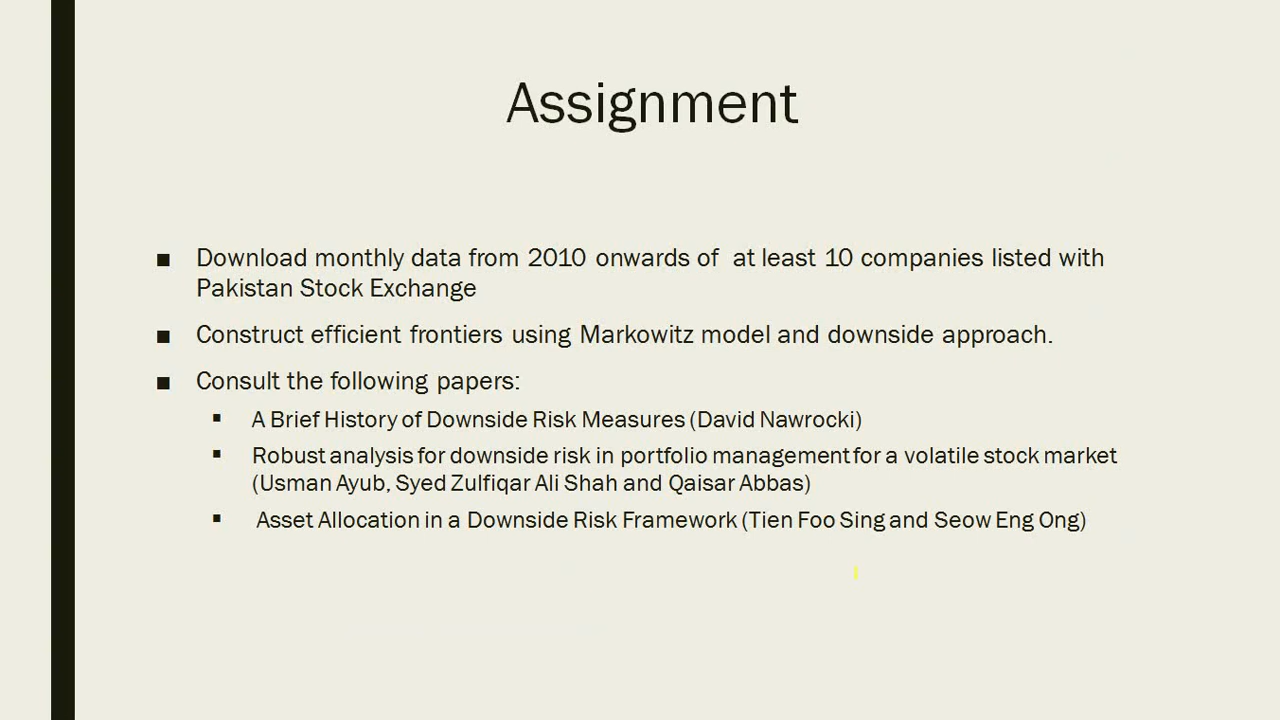 Assignment
■ Download monthly data from 2010 onwards of at least 10 companies listed with
Pakistan Stock Exchange
■ Construct efficient frontiers using Markowitz model and downside approach.
■ Consult the following papers:
▪ A Brief History of Downside Risk Measures (David Nawrocki)
▪ Robust analysis for downside risk in portfolio management for a volatile stock market
(Usman Ayub, Syed Zulfiqar Ali Shah and Qaisar Abbas)
▪ Asset Allocation in a Downside Risk Framework (Tien Foo Sing and Seow Eng Ong)